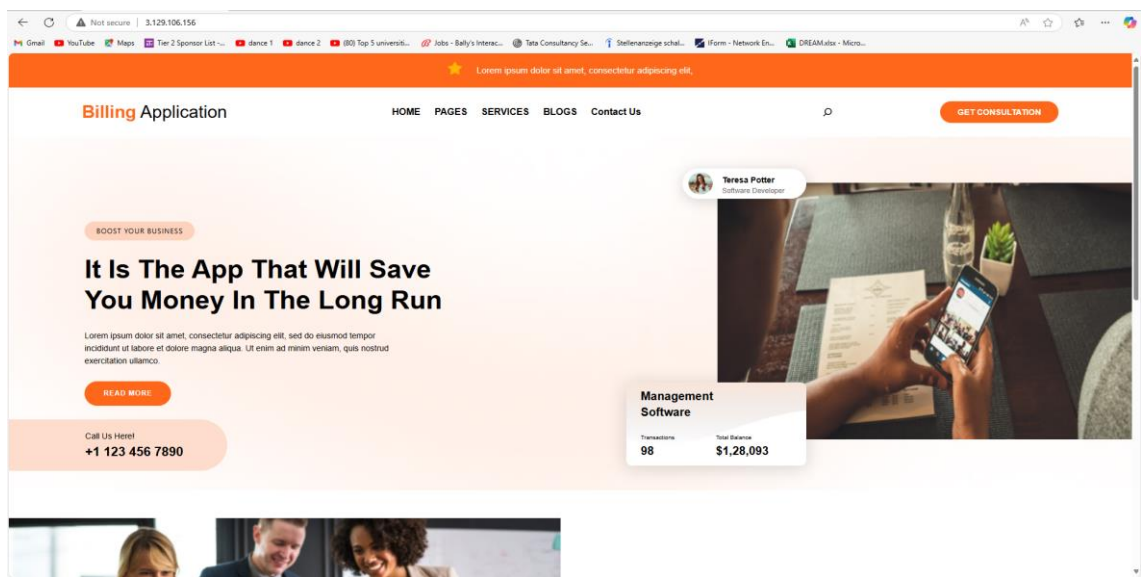 Not secure | 3.129.106.156
Gmail YouTube Maps Tier 2 Sponsor List -... dance 1 dance 2 (80) Top 5 universiti... Jobs - Bally's Interac... Tata Consultancy Se... Stellenanzeige schal... IForm - Network En... DREAM.xlsx - Micro...
Lorem ipsum dolor sit amet, consectetur adipiscing elit,
Billing Application HOME PAGES SERVICES BLOGS Contact Us GET CONSULTATION
Teresa Potter
Software Developer
BOOST YOUR BUSINESS
It Is The App That Will Save
You Money In The Long Run
Lorem ipsum dolor sit amet, consectetur adipiscing elit, sed do eiusmod tempor
incididunt ut labore et dolore magna aliqua. Ut enim ad minim veniam, quis nostrud
exercitation ullamco.
READ MORE
Call Us Here!
+1 123 456 7890
Management
Software
Transactions Total Balance
98 $1,28,093